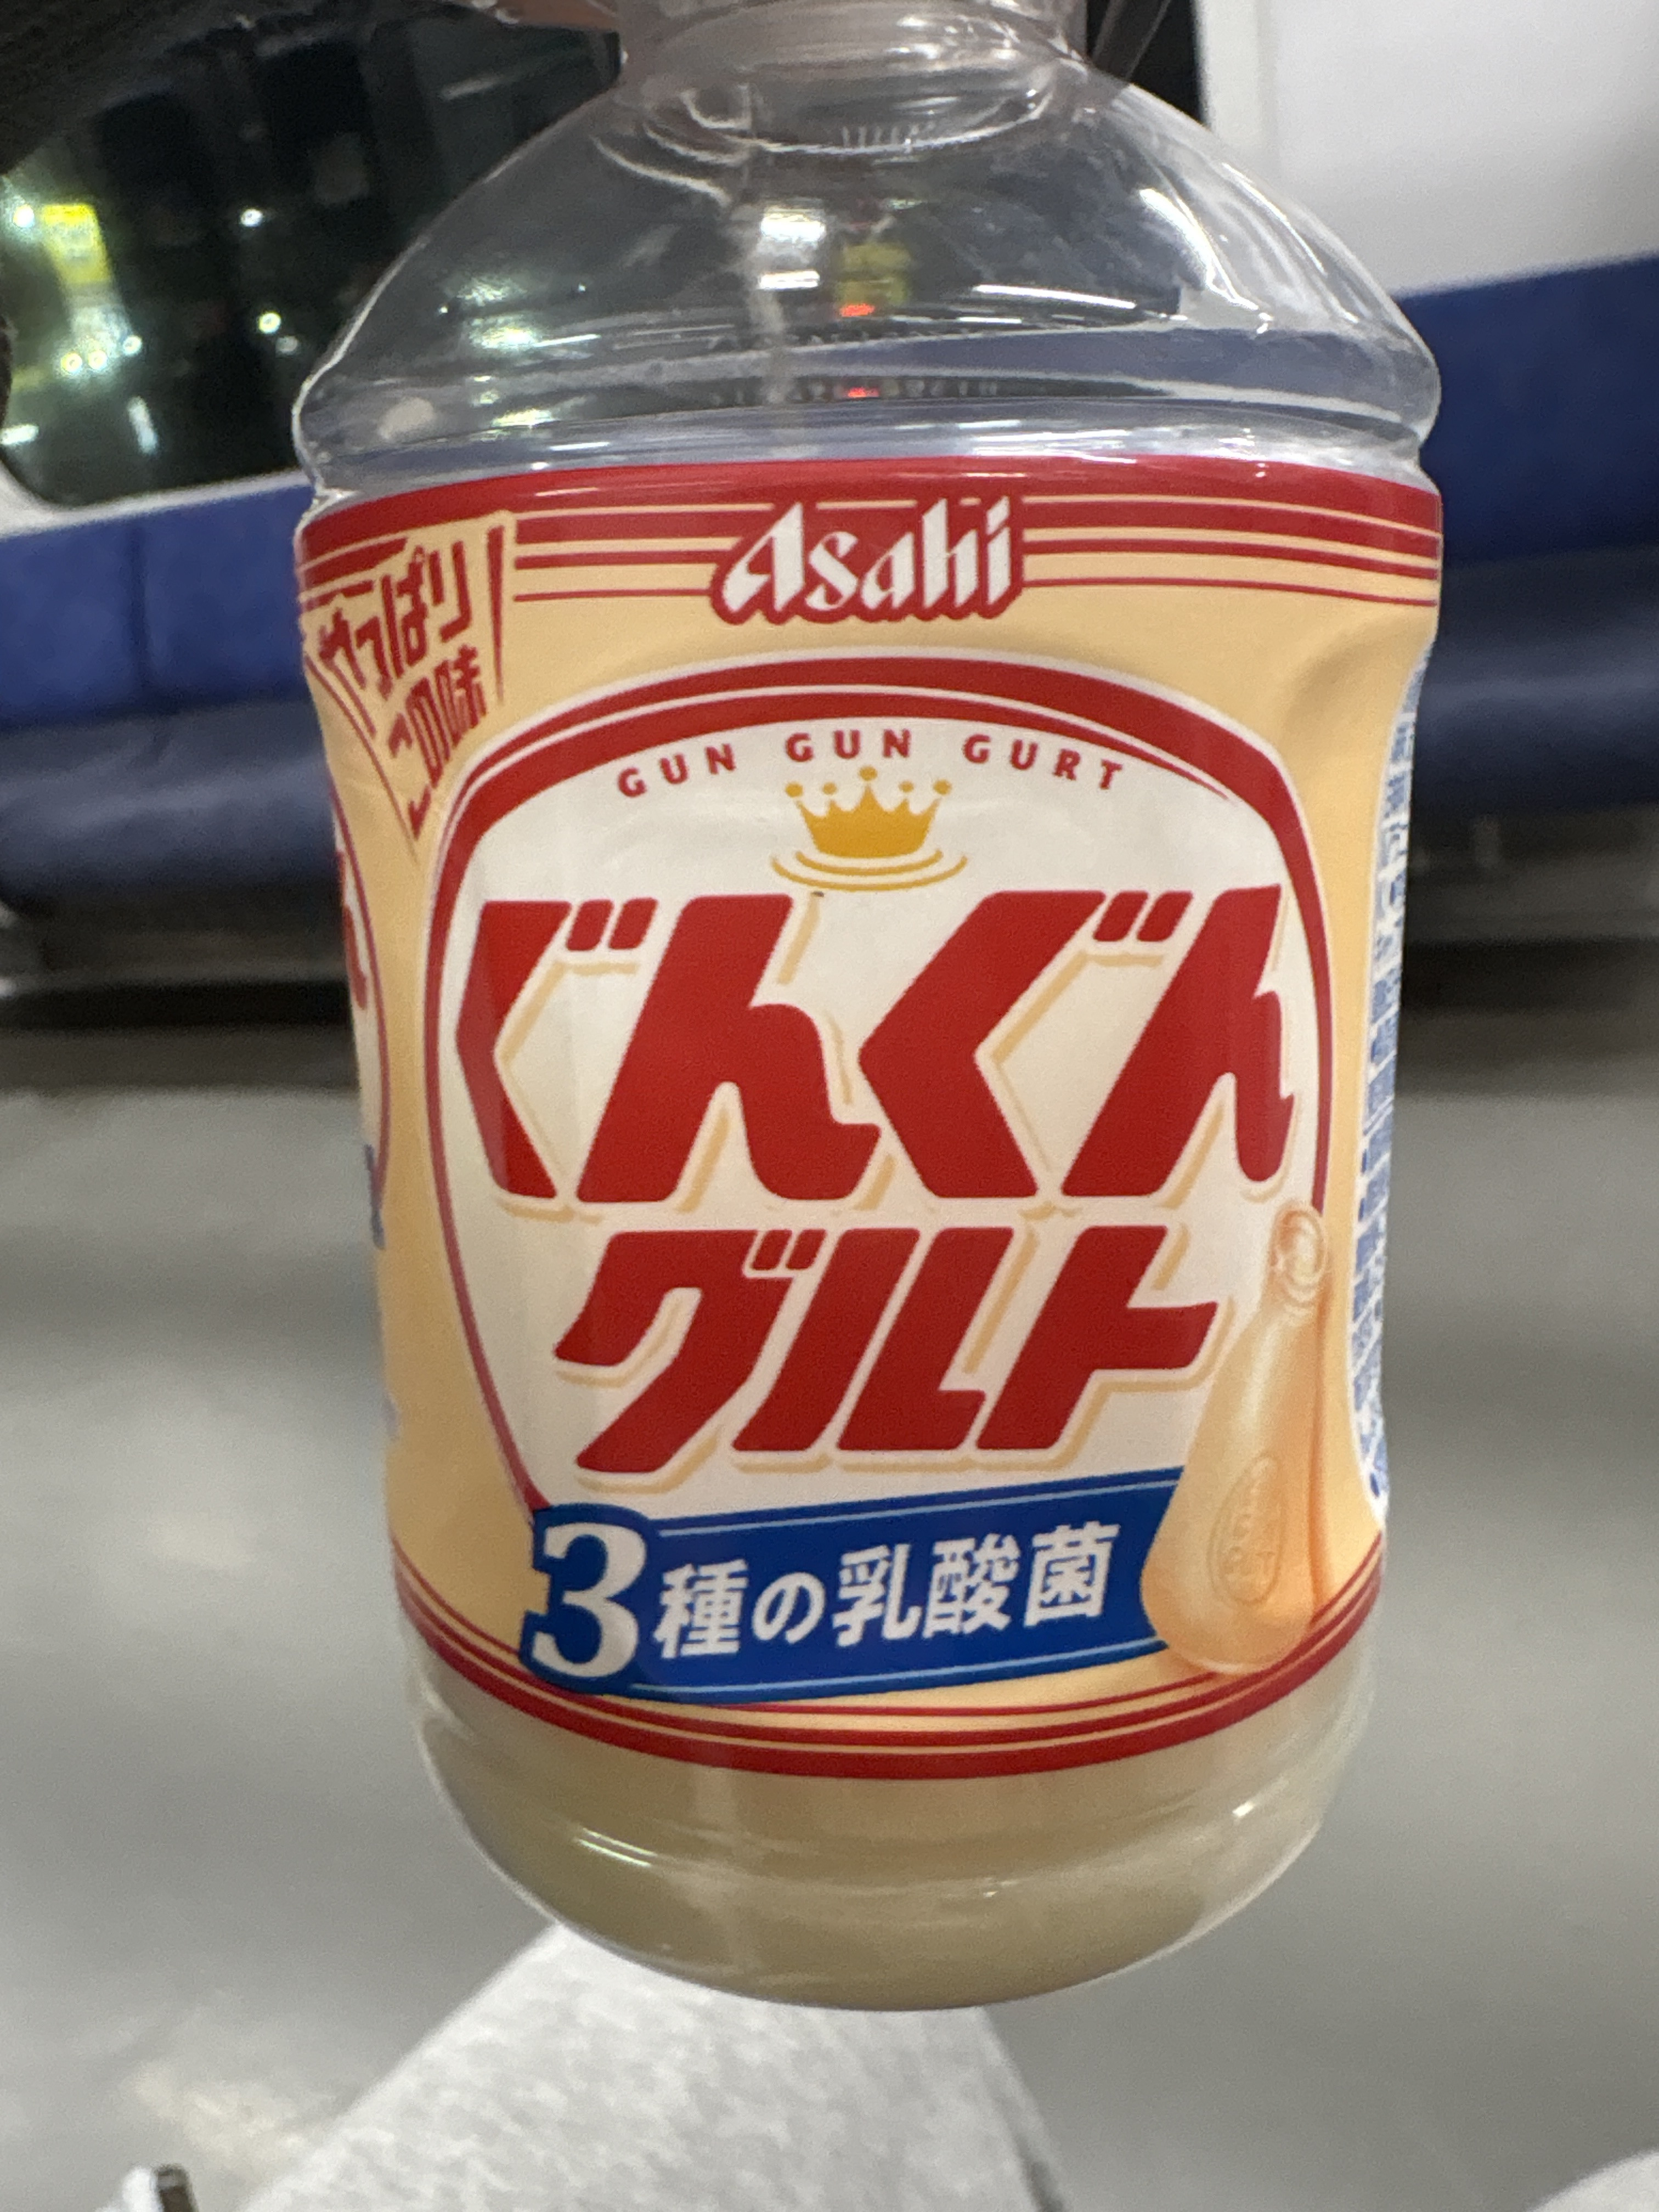 Asahi
やっぱり
この味
GUN GUN GURT
ぐんぐん
グルト
3種の乳酸菌